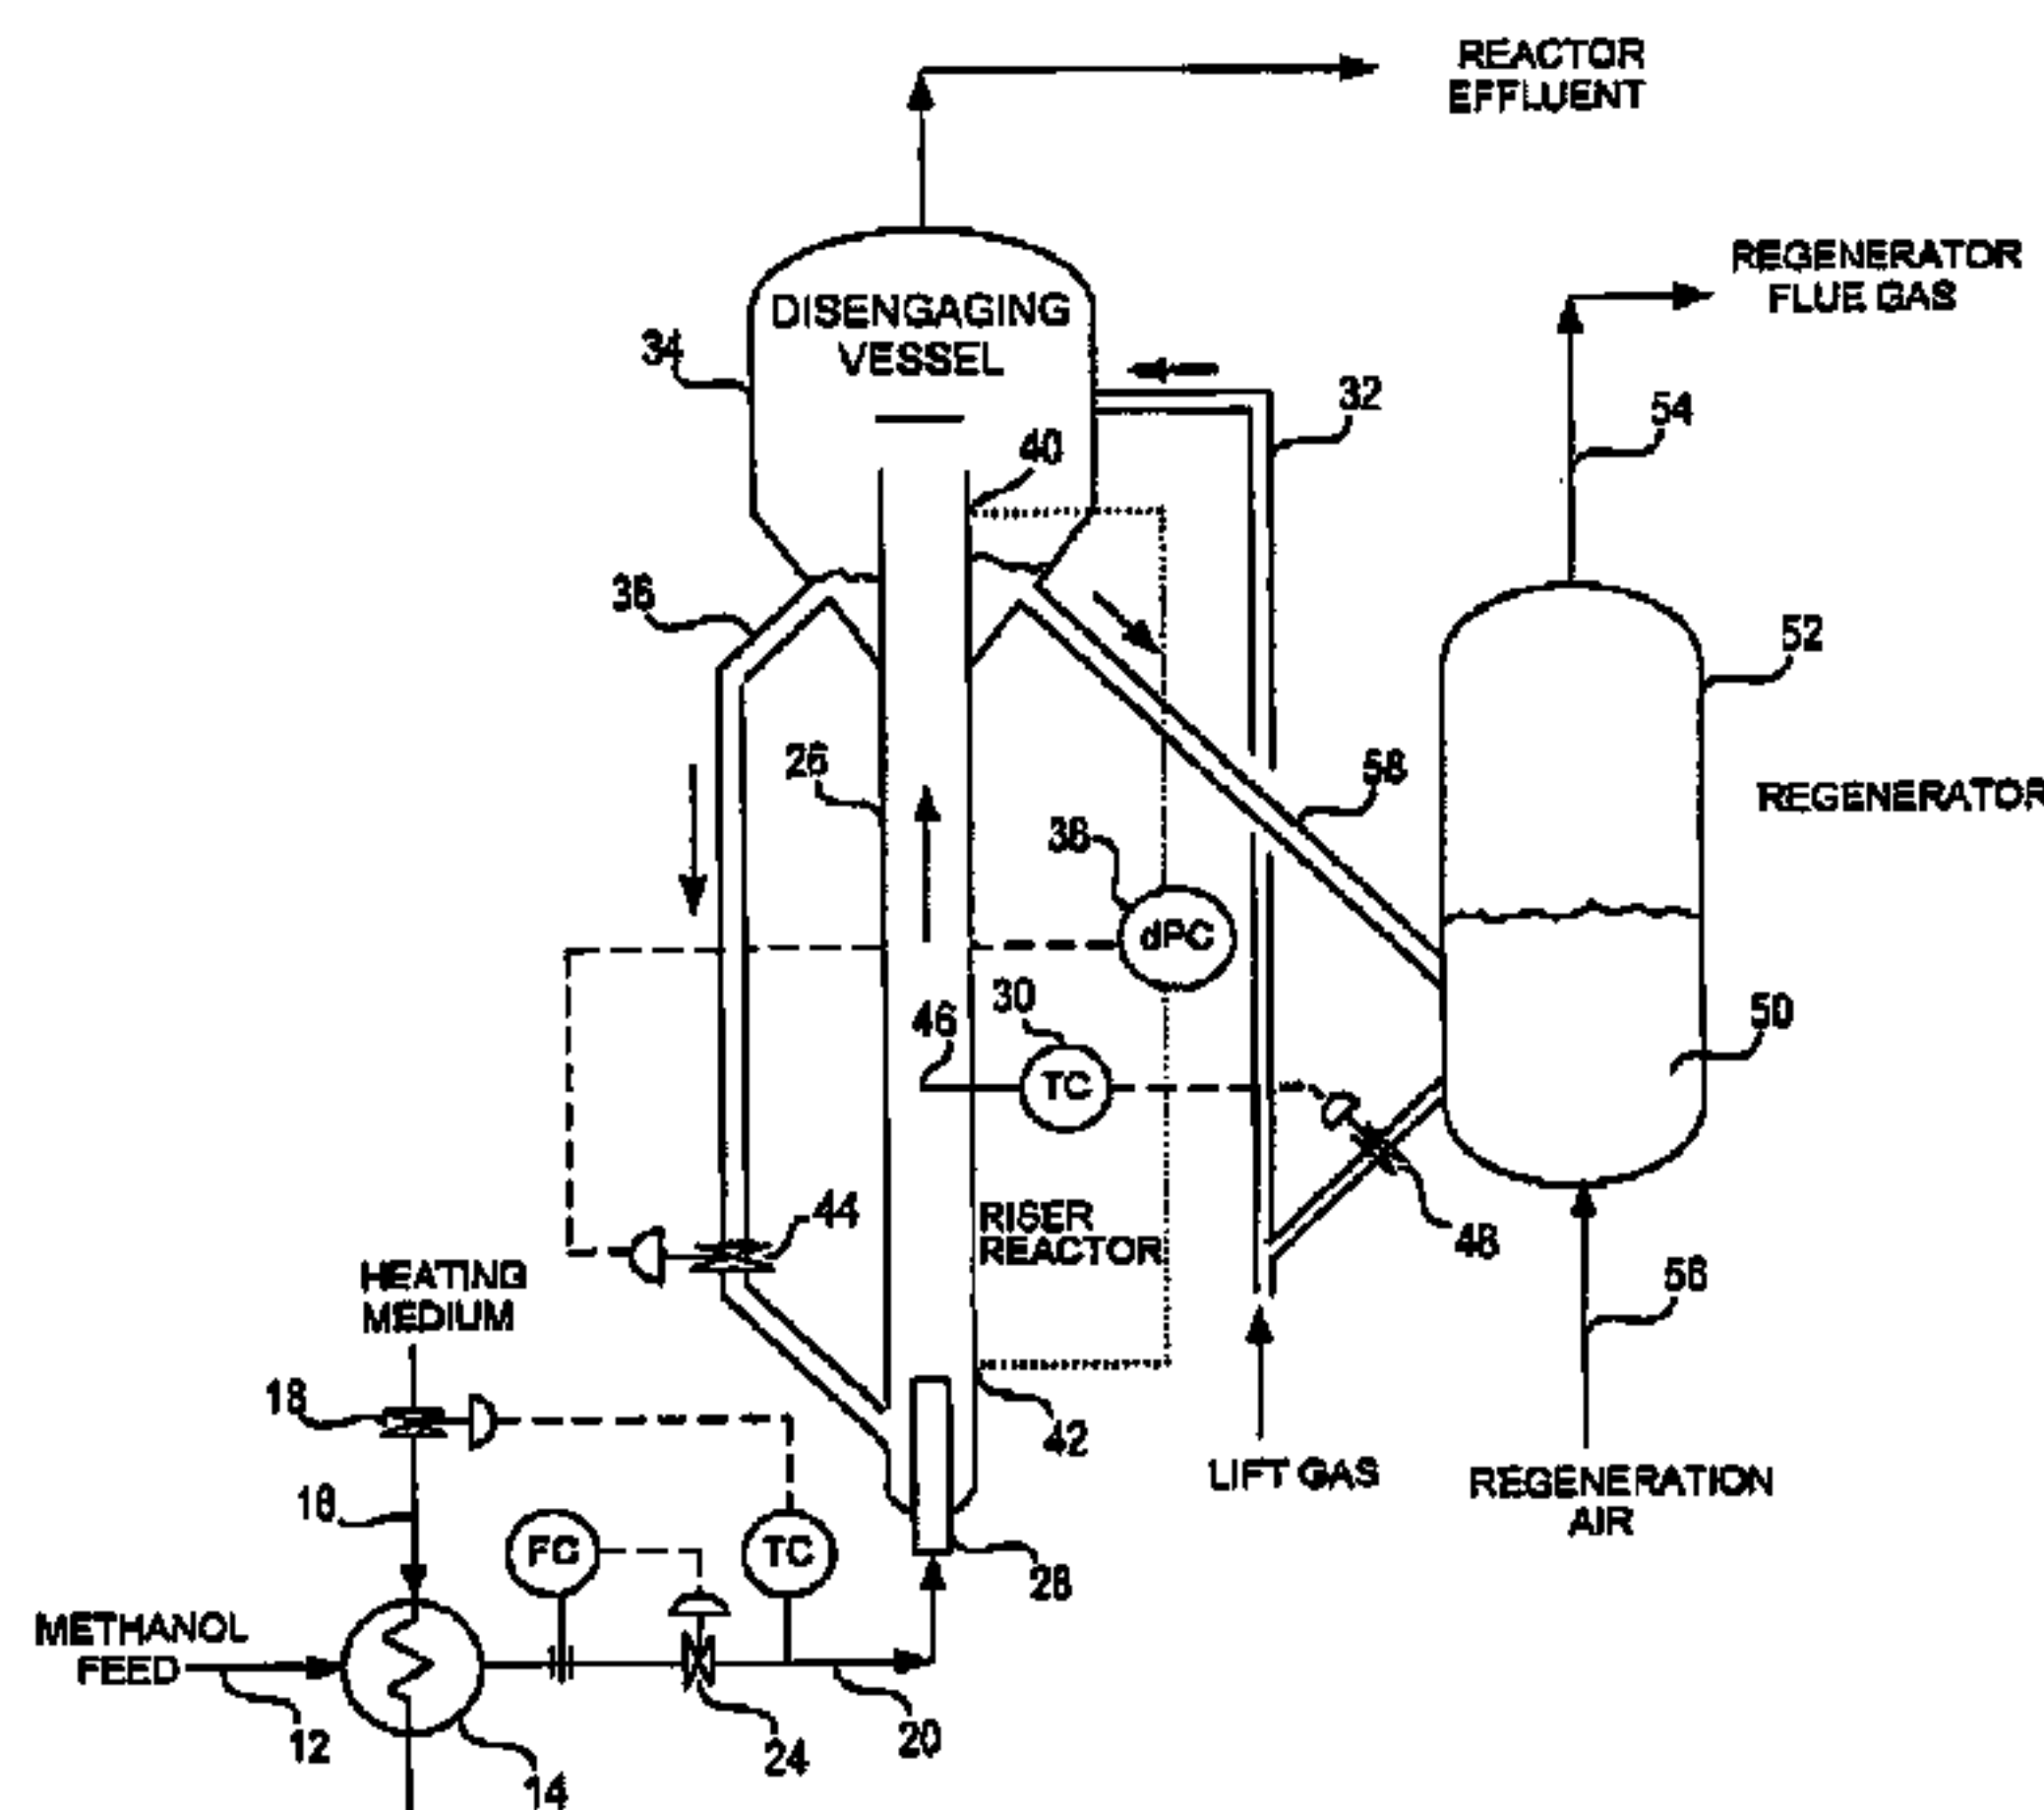 REACTOR
EFFLUENT
REGENERATOR
FLUE GAS
DISENGAGING
VESSEL
34
32
54
40
36
52
26
58
REGENERATOR
38
dPC
30
46
TC
50
44
RISER
REACTOR
48
HEATING
MEDIUM
56
18
42
LIFT GAS
REGENERATION
AIR
16
FC
TC
28
METHANOL
FEED
12
14
24
20